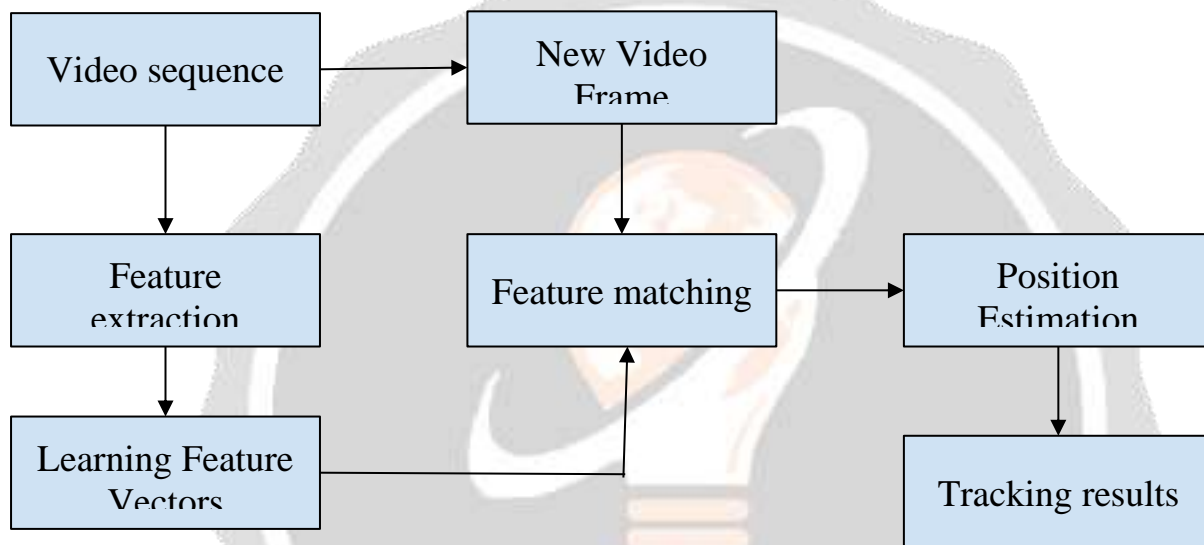 Video sequence
New Video
Frame
Feature
extraction
Feature matching
Position
Estimation
Learning Feature
Vectors
Tracking results